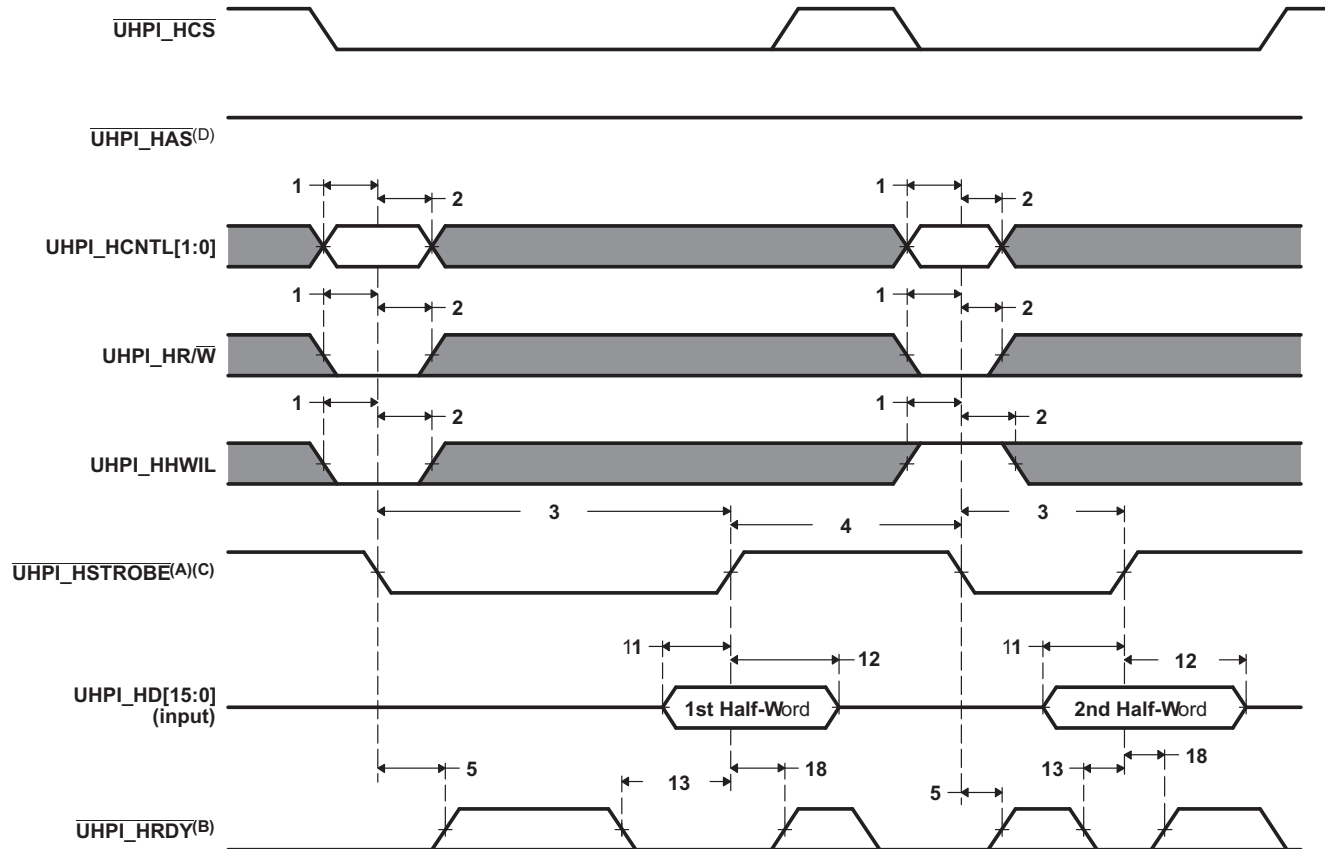 UHPI_HCS
UHPI_HAS(D)
1 2 1 2
UHPI_HCNTL[1:0]
1 2 1 2
UHPI_HR/W
1 2 1 2
UHPI_HHWIL
3 4 3
UHPI_HSTROBE(A)(C)
11 12 11 12
UHPI_HD[15:0]
(input)
1st Half-Word 2nd Half-Word
5 13 18 5 13 18
UHPI_HRDY(B)